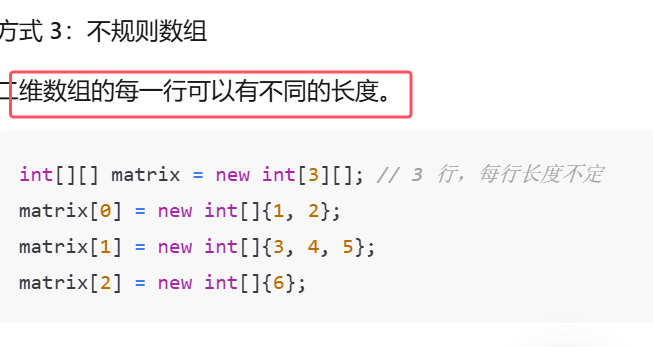 方式 3：不规则数组
二维数组的每一行可以有不同的长度。
int[][] matrix = new int[3][]; // 3 行，每行长度不定
matrix[0] = new int[]{1, 2};
matrix[1] = new int[]{3, 4, 5};
matrix[2] = new int[]{6};